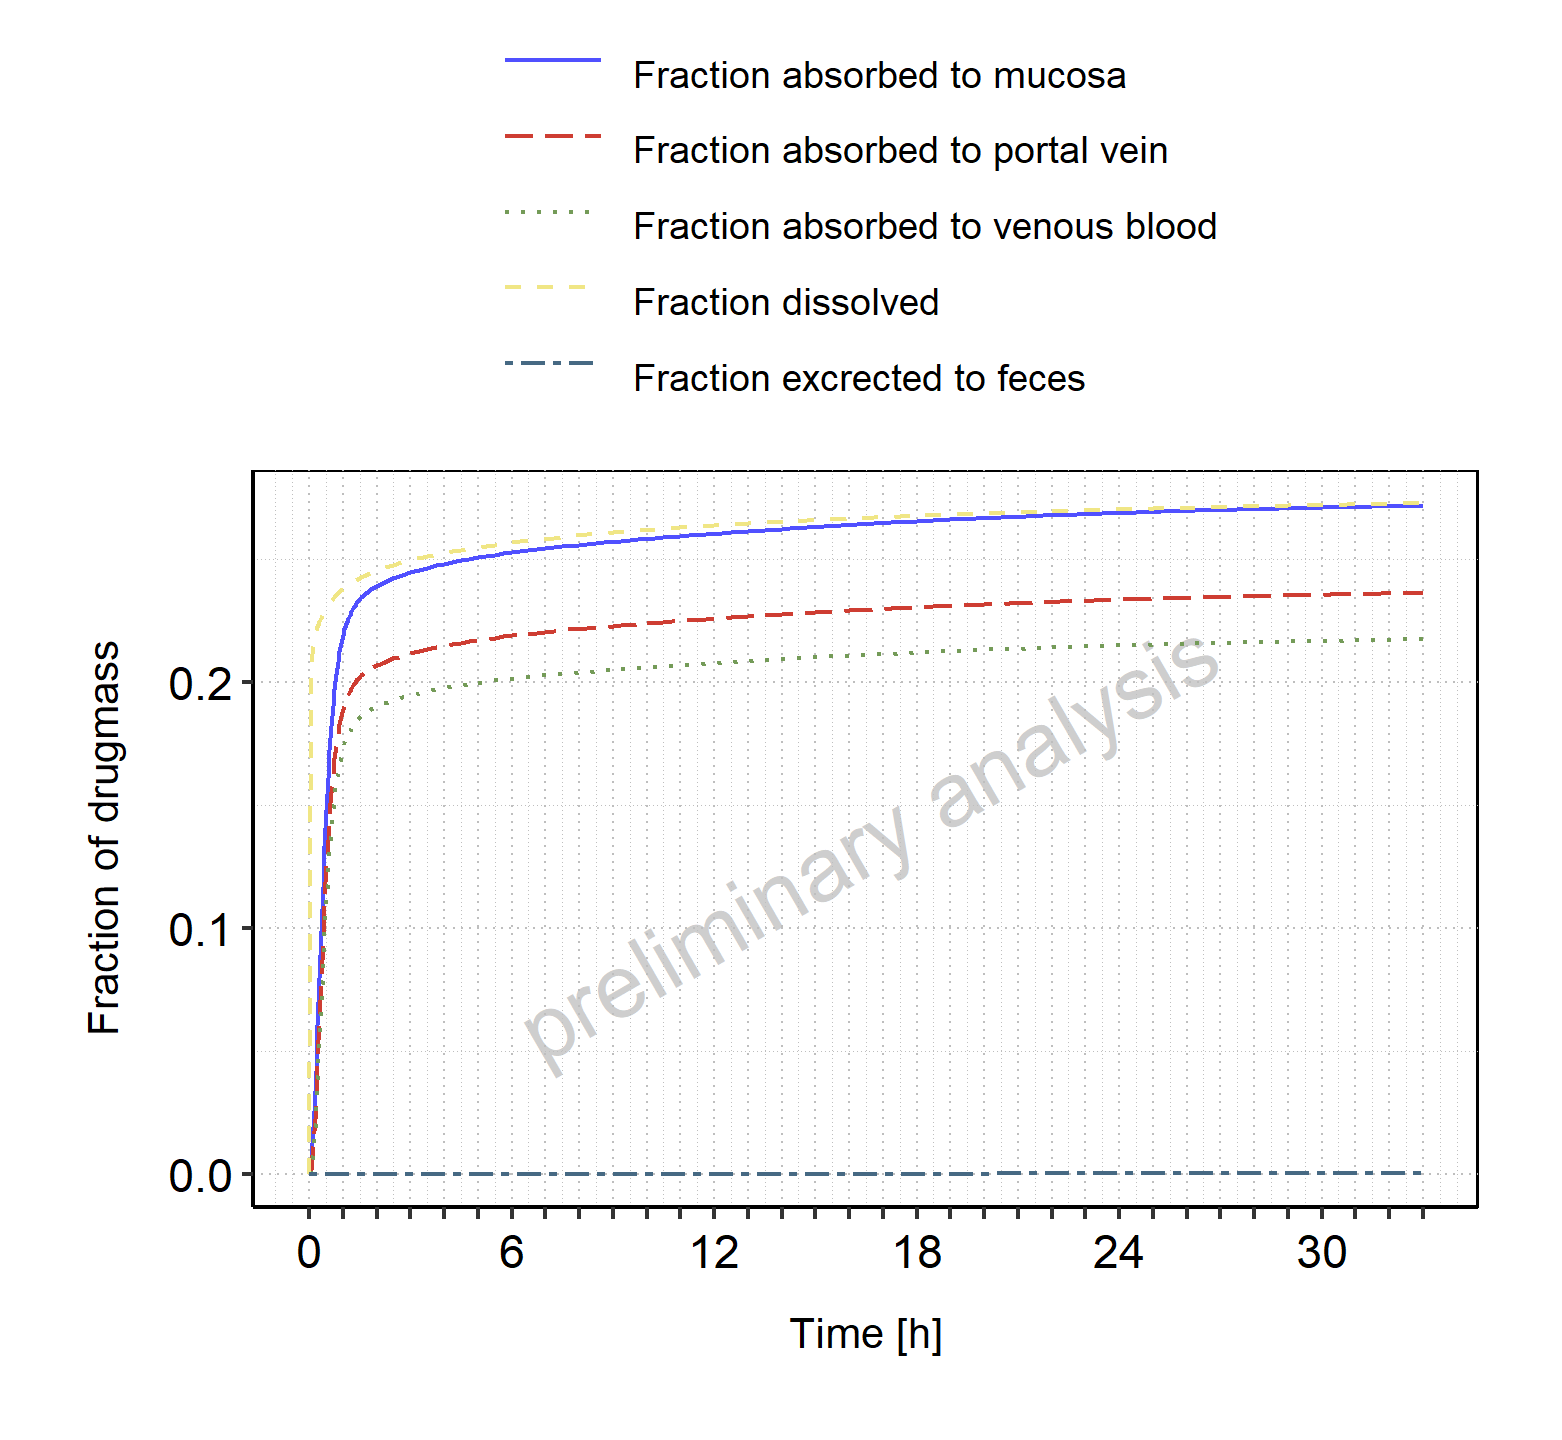 Fraction absorbed to mucosa
Fraction absorbed to portal vein
Fraction absorbed to venous blood
Fraction dissolved
Fraction excrected to feces
Fraction of drugmass
0.2
0.1
0.0
preliminary analysis
0 6 12 18 24 30
Time [h]